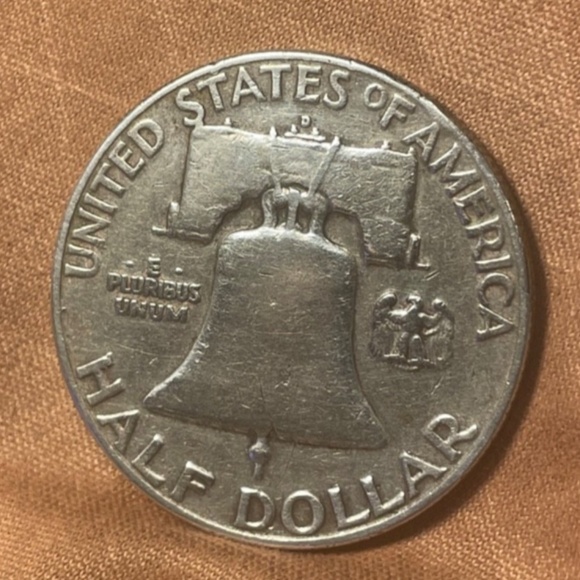 UNITED STATES OF AMERICA
D
E
PLURIBUS
UNUM
HALF DOLLAR